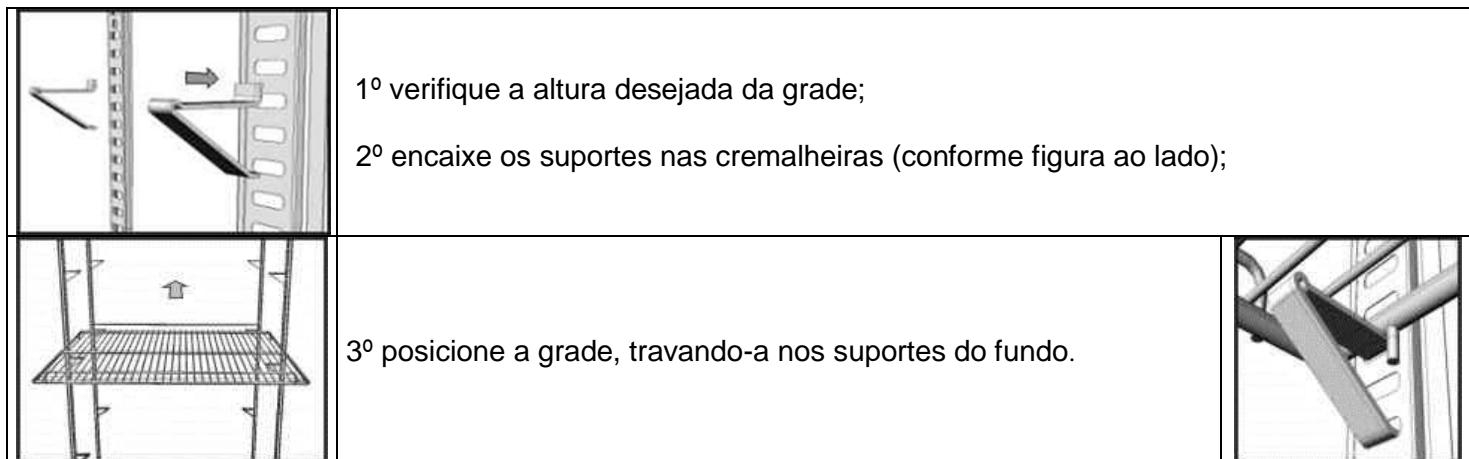 1º verifique a altura desejada da grade;
2º encaixe os suportes nas cremalheiras (conforme figura ao lado);
3º posicione a grade, travando-a nos suportes do fundo.